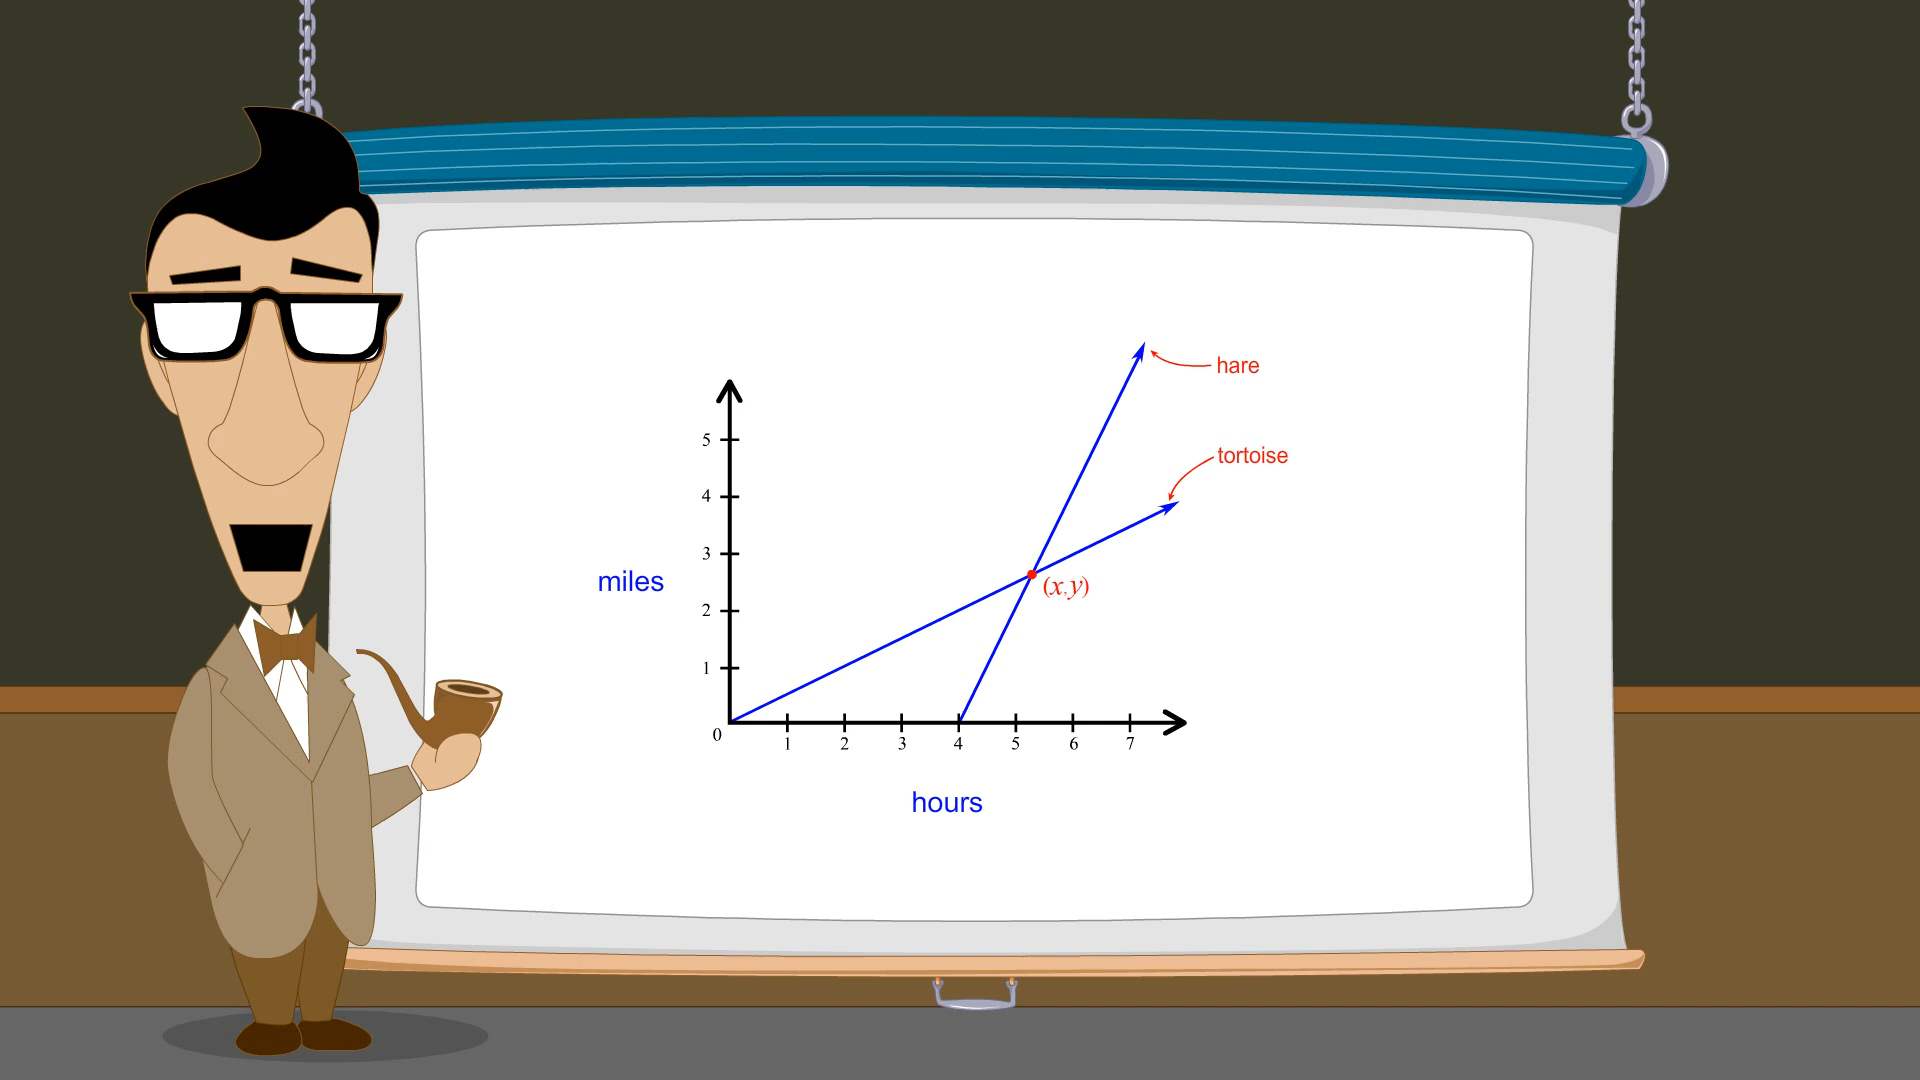 hare
tortoise
5
4
3
2
1
miles
(x,y)
0
1 2 3 4 5 6 7
hours